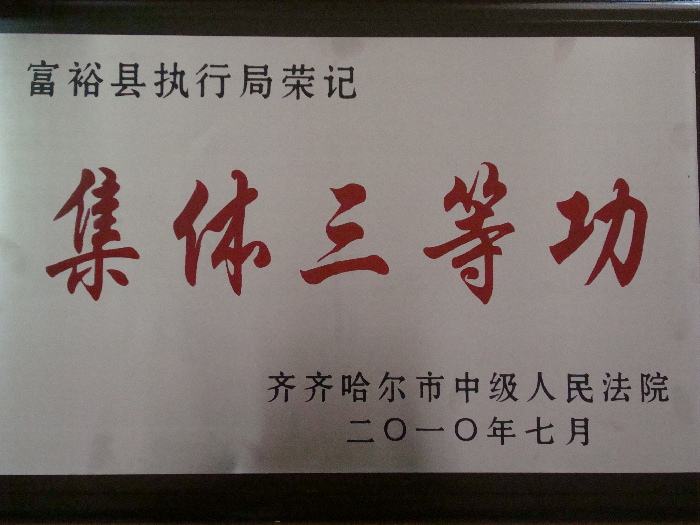 富裕县执行局荣记
集体三等功
齐齐哈尔市中级人民法院
二〇一〇年七月